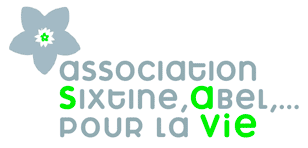 association
sixtine, abel,...
pour la vie